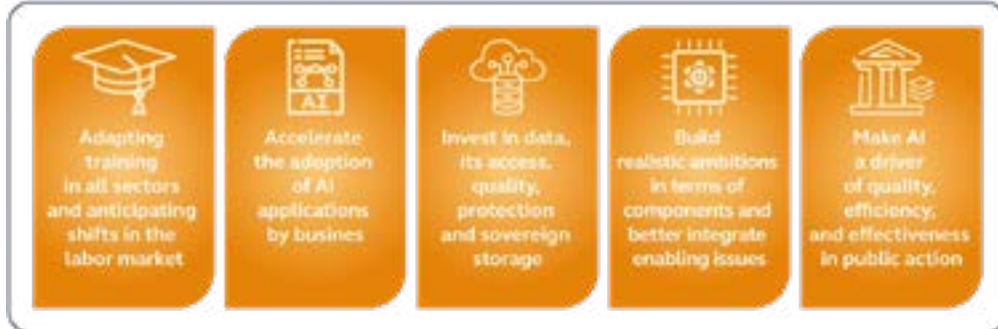 Adapting
training
in all sectors
and anticipating
shifts in the
labor market
AI
Accelerate
the adoption
of AI
applications
by busines
Invest in data,
its access,
quality,
protection
and sovereign
storage
Build
realistic ambitions
in terms of
components and
better integrate
enabling issues
Make AI
a driver
of quality,
efficiency,
and effectiveness
in public action